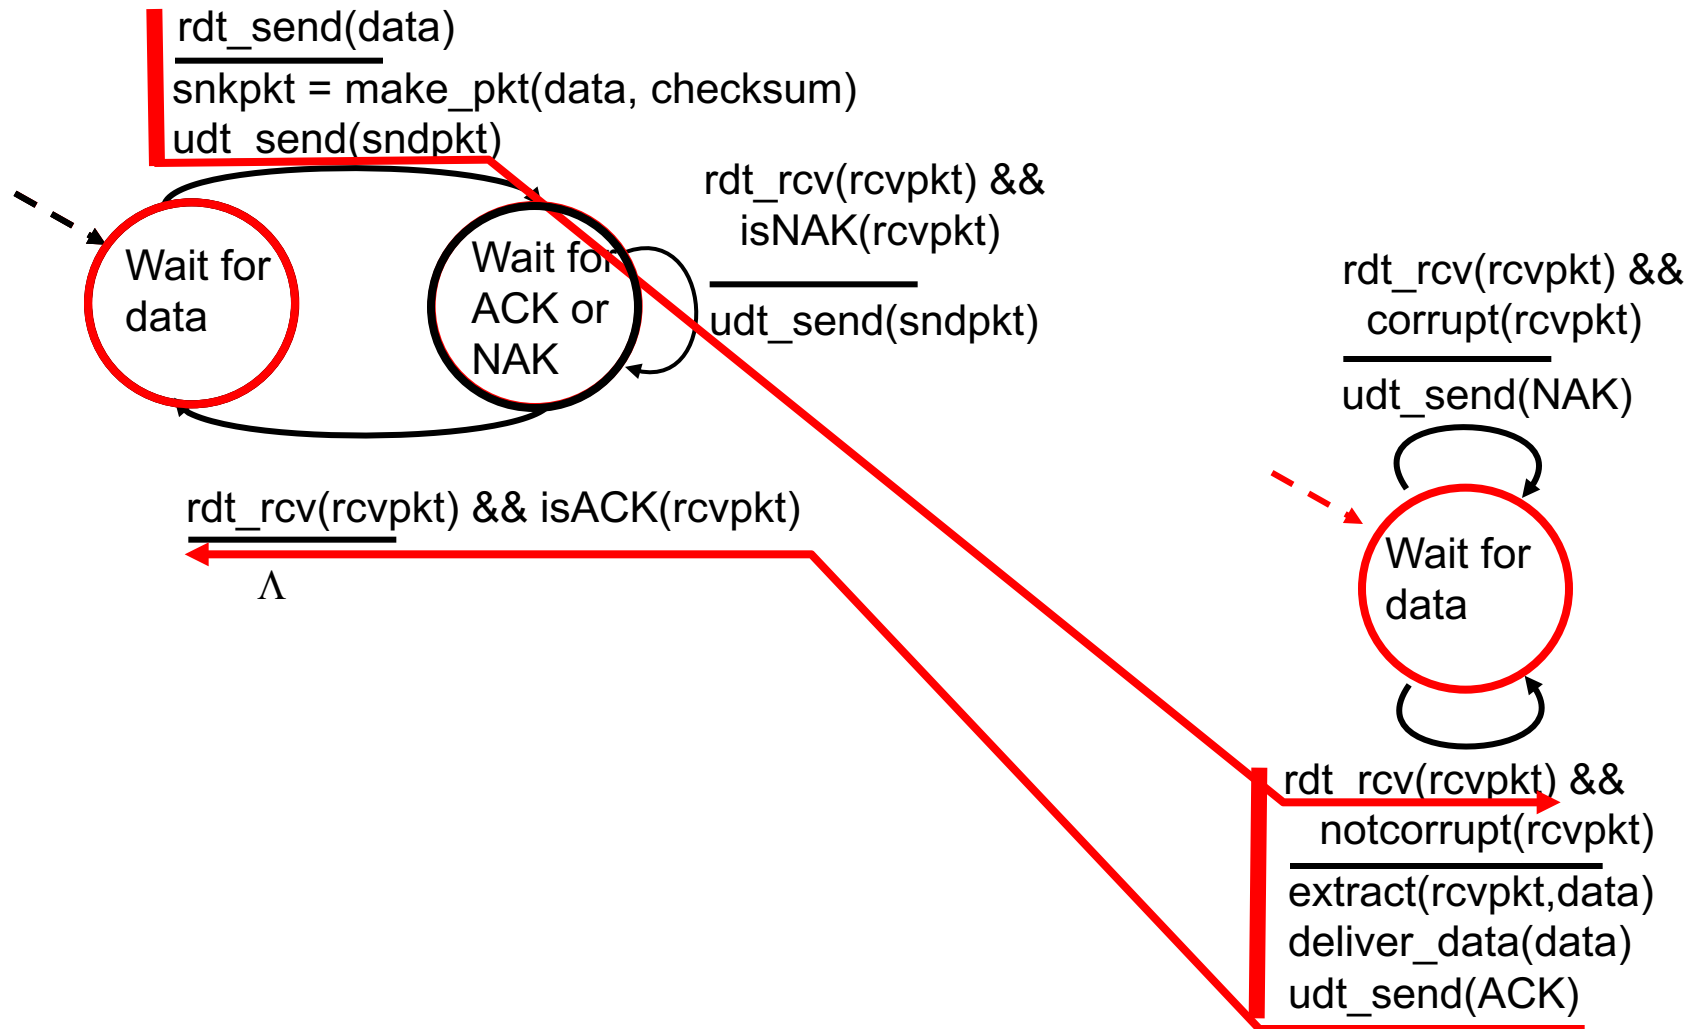 rdt_send(data)
snkpkt = make_pkt(data, checksum)
udt_send(sndpkt)
rdt_rcv(rcvpkt) &&
isNAK(rcvpkt)
udt_send(sndpkt)
Wait for
data
Wait for
ACK or
NAK
rdt_rcv(rcvpkt) && isACK(rcvpkt)
Λ
rdt_rcv(rcvpkt) &&
corrupt(rcvpkt)
udt_send(NAK)
Wait for
data
rdt_rcv(rcvpkt) &&
notcorrupt(rcvpkt)
extract(rcvpkt,data)
deliver_data(data)
udt_send(ACK)